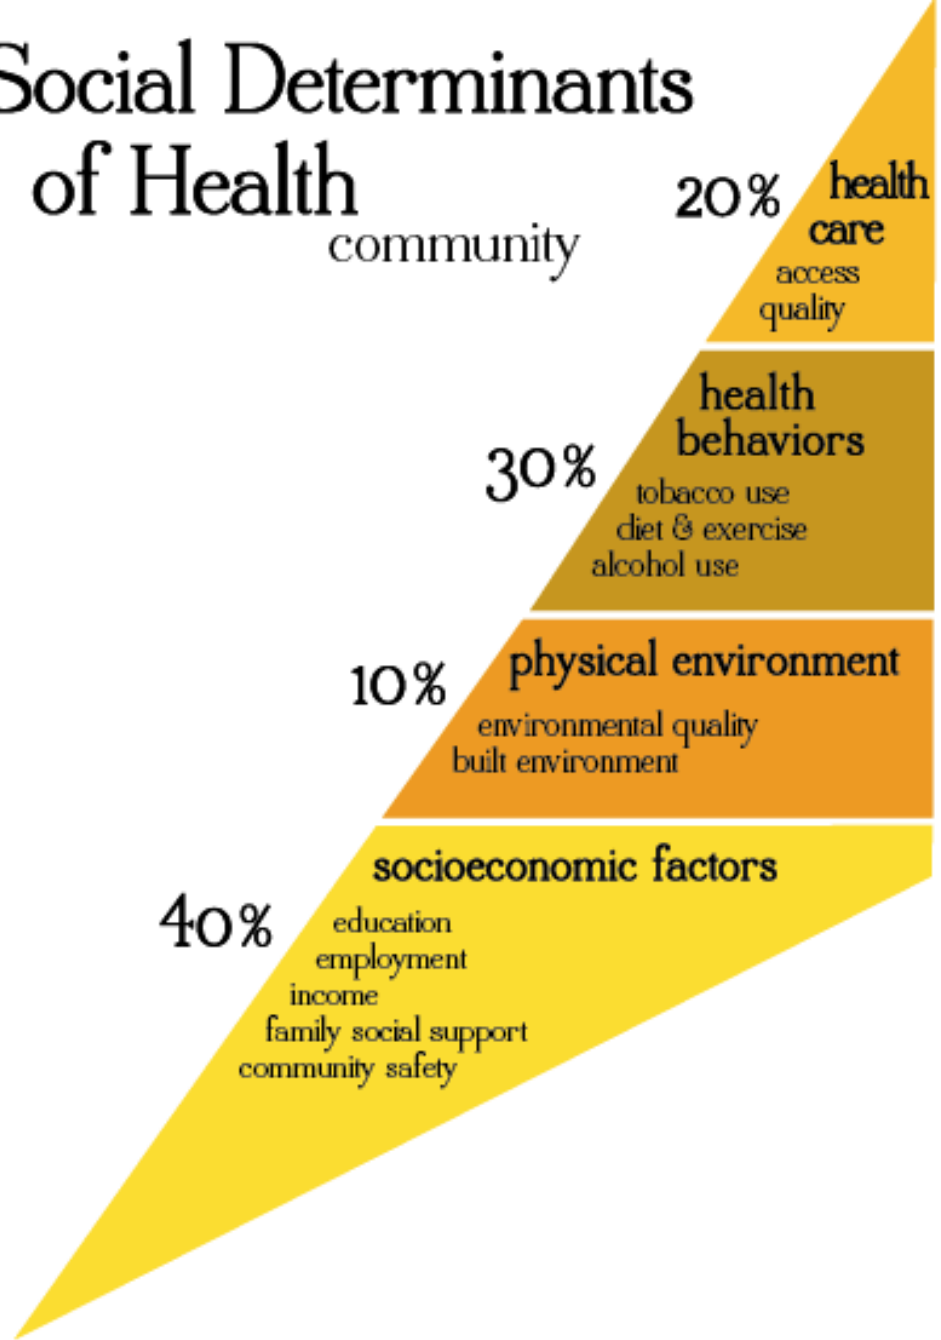 Social Determinants
of Health
community
20%
health
care
access
quality
30%
health
behaviors
tobacco use
diet & exercise
alcohol use
10%
physical environment
environmental quality
built environment
40%
socioeconomic factors
education
employment
income
family social support
community safety